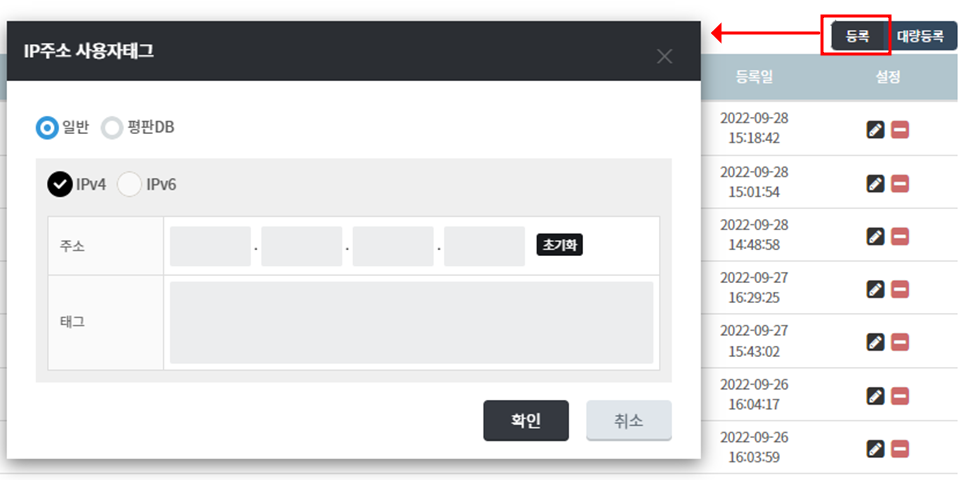 IP주소 사용자태그
등록
대량등록
등록일
설정
일반
평판DB
IPv4
IPv6
주소
. . .
초기화
태그
확인
취소
2022-09-28
15:18:42
2022-09-28
15:01:54
2022-09-28
14:48:58
2022-09-27
16:29:25
2022-09-27
15:43:02
2022-09-26
16:04:17
2022-09-26
16:03:59